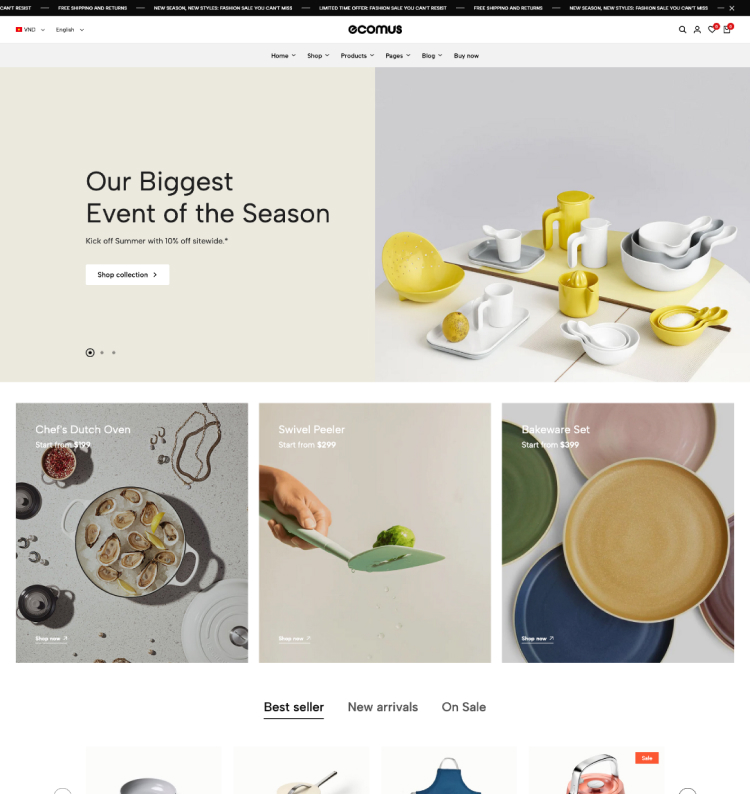 CAN'T RESIST — FREE SHIPPING AND RETURNS — NEW SEASON, NEW STYLES: FASHION SALE YOU CAN'T MISS — LIMITED TIME OFFER: FASHION SALE YOU CAN'T RESIST — FREE SHIPPING AND RETURNS — NEW SEASON, NEW STYLES: FASHION SALE YOU CAN'T MISS —
VND English ecomus 0 0
Home Shop Products Pages Blog Buy now
Our Biggest
Event of the Season
Kick off Summer with 10% off sitewide.*
Shop collection
Chef's Dutch Oven
Start from $199
Shop now
Swivel Peeler
Start from $299
Shop now
Bakeware Set
Start from $399
Shop now
Best seller New arrivals On Sale
Sale